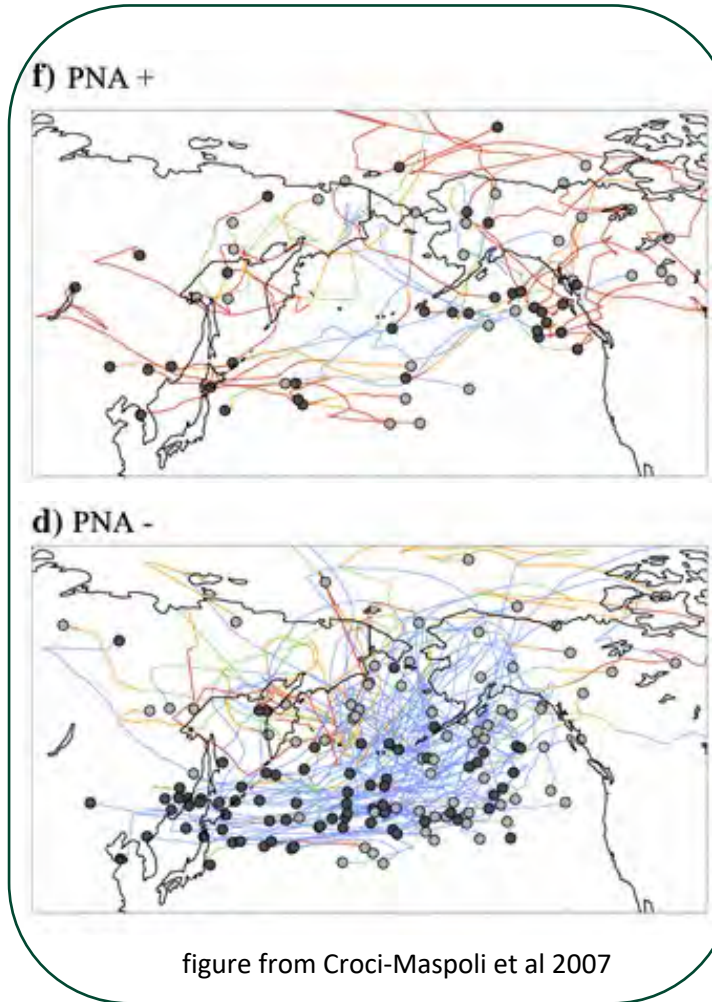 f) PNA +
d) PNA -
figure from Croci-Maspoli et al 2007